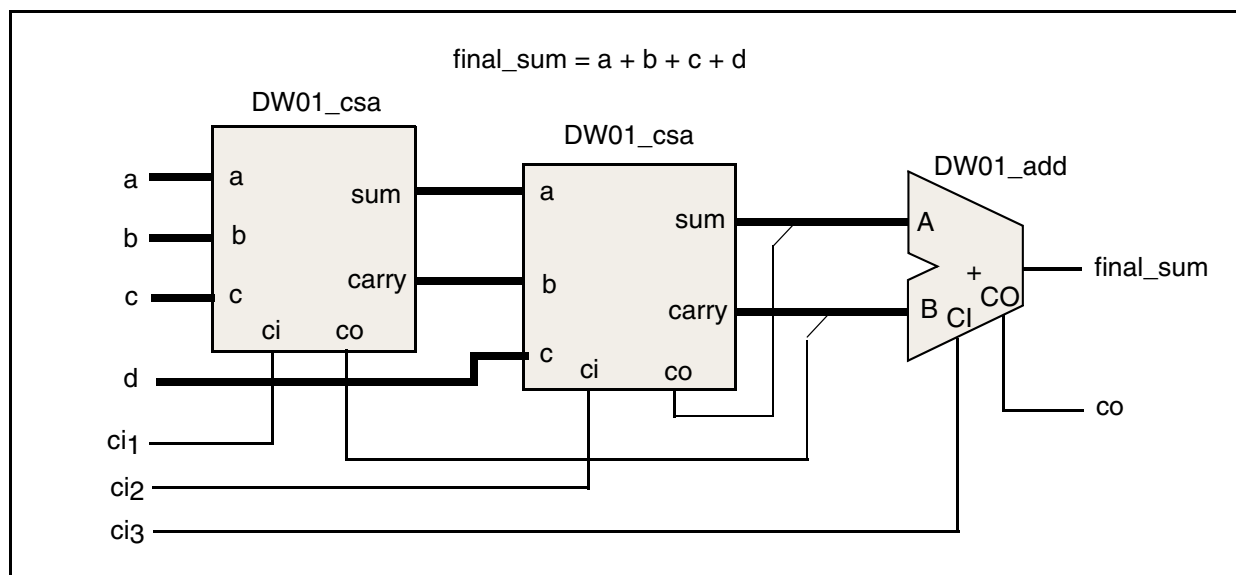 final_sum = a + b + c + d
DW01_csa
DW01_csa
DW01_add
a
a
sum
a
b
b
sum
A
c
carry
b
+
final_sum
c
carry
B
CO
CI
ci
co
c
d
ci
co
co
ci1
ci2
ci3